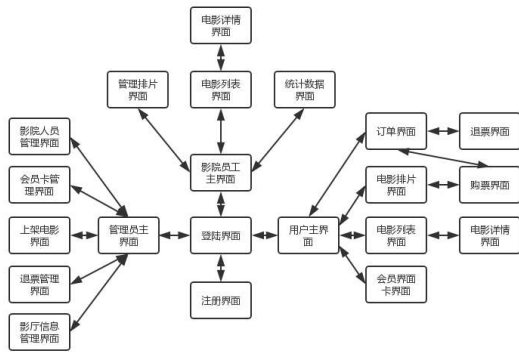 电影详情
界面
管理排片
界面
电影列表
界面
统计数据
界面
影院人员
管理界面
订单界面
退票界面
会员卡管
理界面
影院员工
主界面
电影排片
界面
购票界面
上架电影
界面
管理员主
界面
登陆界面
用户主界
面
电影列表
界面
电影详情
界面
退票管理
界面
注册界面
会员界面
卡界面
影厅信息
管理界面